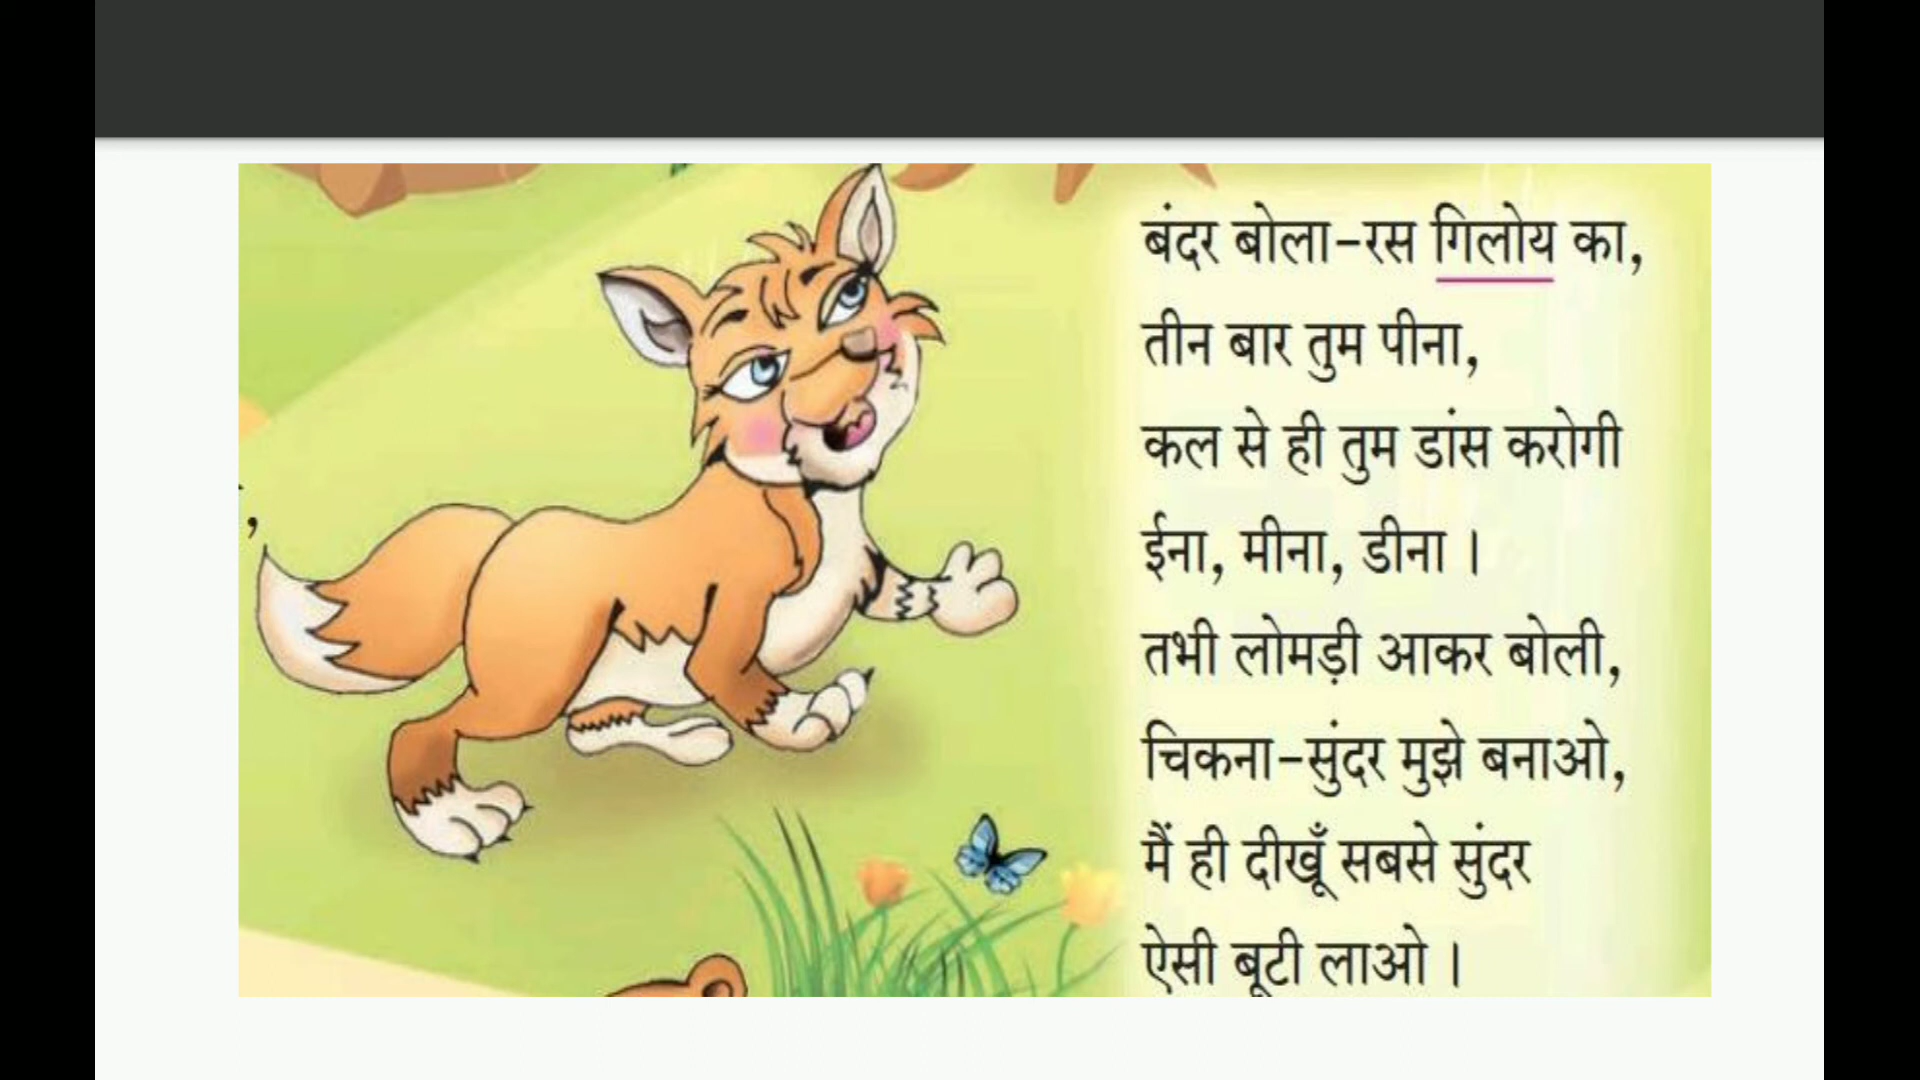 बंदर बोला-रस गिलोय का,
तीन बार तुम पीना,
कल से ही तुम डांस करोगी
ईना, मीना, डीना ।
तभी लोमड़ी आकर बोली,
चिकना-सुंदर मुझे बनाओ,
मैं ही दीखूँ सबसे सुंदर
ऐसी बूटी लाओ ।